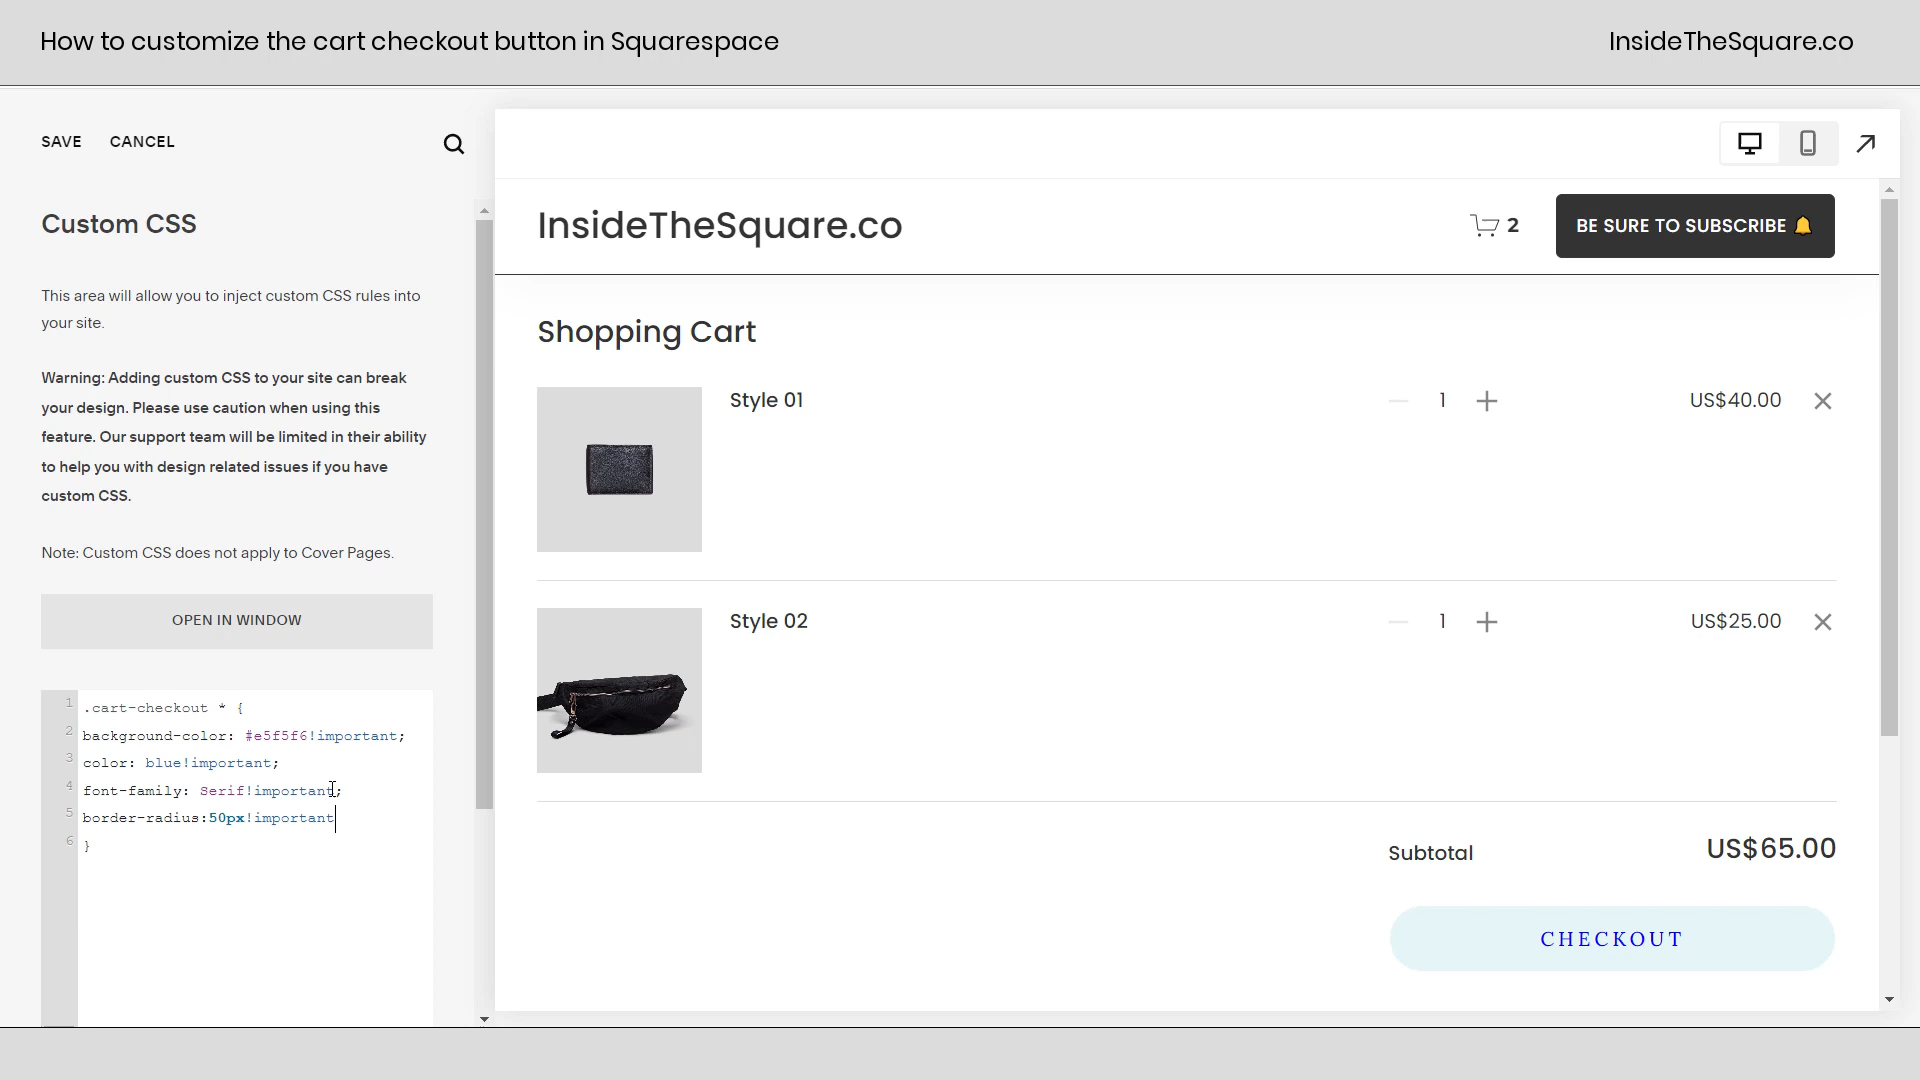 How to customize the cart checkout button in Squarespace
InsideTheSquare.co
SAVE
CANCEL
Custom CSS
This area will allow you to inject custom CSS rules into
your site.
Warning: Adding custom CSS to your site can break
your design. Please use caution when using this
feature. Our support team will be limited in their ability
to help you with design related issues if you have
custom CSS.
Note: Custom CSS does not apply to Cover Pages.
OPEN IN WINDOW
1 .cart-checkout * {
2 background-color: #e5f5f6!important;
3 color: blue!important;
4 font-family: Serif!important;
5 border-radius:50px!important
6 }
InsideTheSquare.co
2
BE SURE TO SUBSCRIBE 🔔
Shopping Cart
Style 01
1
US$40.00
Style 02
1
US$25.00
Subtotal
US$65.00
CHECKOUT